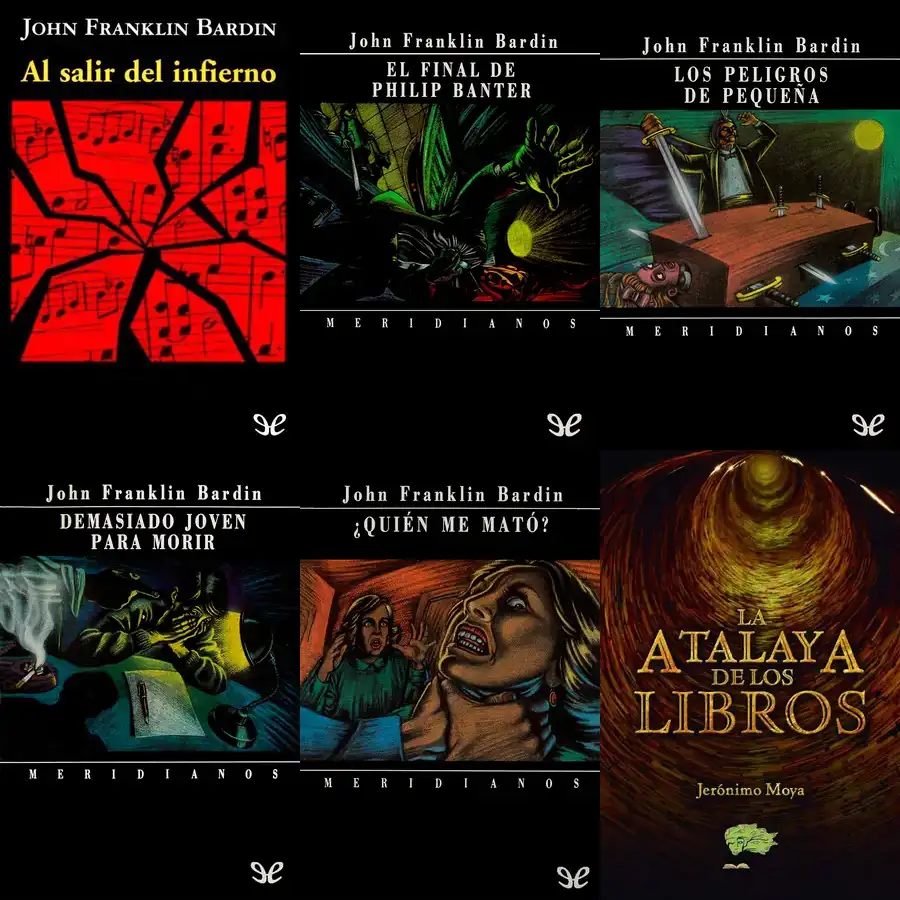 John Franklin Bardin
Al salir del infierno
John Franklin Bardin
EL FINAL DE
PHILIP BANTER
MERIDIANOS
John Franklin Bardin
LOS PELIGROS
DE PEQUEÑA
MERIDIANOS
John Franklin Bardin
DEMASIADO JOVEN
PARA MORIR
MERIDIANOS
John Franklin Bardin
¿QUIÉN ME MATÓ?
MERIDIANOS
LA
ATALAYA
DE LOS
LIBROS
Jerónimo Moya